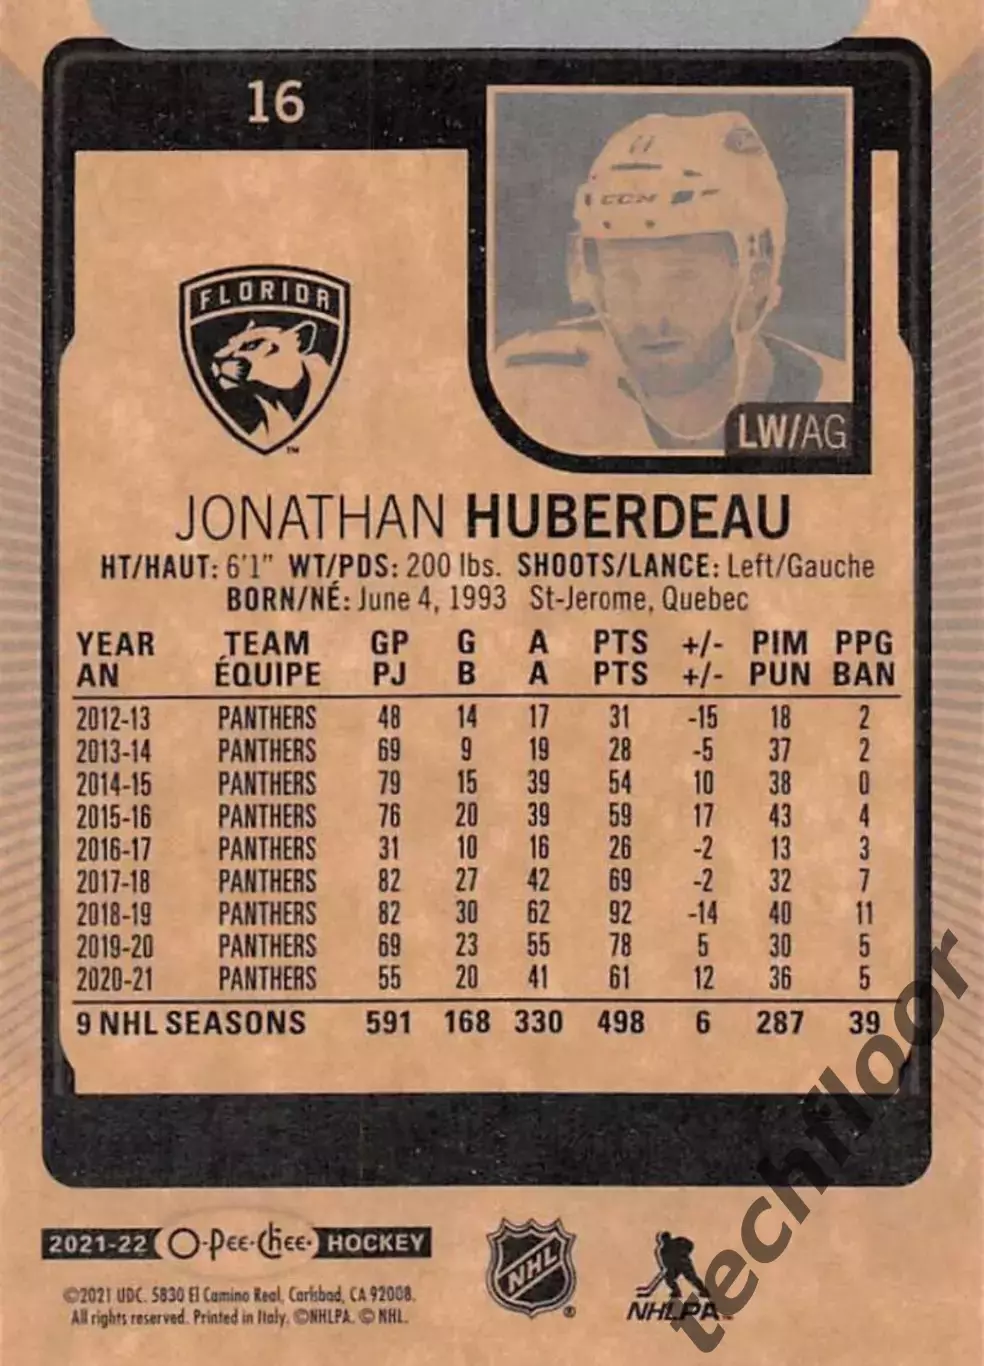 16
CCM
FLORIDA
TM
LW/AG
JONATHAN HUBERDEAU
HT/HAUT: 6'1" WT/PDS: 200 lbs. SHOOTS/LANCE: Left/Gauche
BORN/NÉ: June 4, 1993 St-Jerome, Quebec
YEAR TEAM GP G A PTS +/- PIM PPG
AN ÉQUIPE PJ B A PTS +/- PUN BAN
2012-13 PANTHERS 48 14 17 31 -15 18 2
2013-14 PANTHERS 69 9 19 28 -5 37 2
2014-15 PANTHERS 79 15 39 54 10 38 0
2015-16 PANTHERS 76 20 39 59 17 43 4
2016-17 PANTHERS 31 10 16 26 -2 13 3
2017-18 PANTHERS 82 27 42 69 -2 32 7
2018-19 PANTHERS 82 30 62 92 -14 40 11
2019-20 PANTHERS 69 23 55 78 5 30 5
2020-21 PANTHERS 55 20 41 61 12 36 5
9 NHL SEASONS 591 168 330 498 6 287 39
2021-22 O-Pee-Chee HOCKEY
©2021 UDC. 5830 El Camino Real, Carlsbad, CA 92008.
All rights reserved. Printed in Italy. ©NHLPA. © NHL.
NHL ®
NHLPA
techfloor